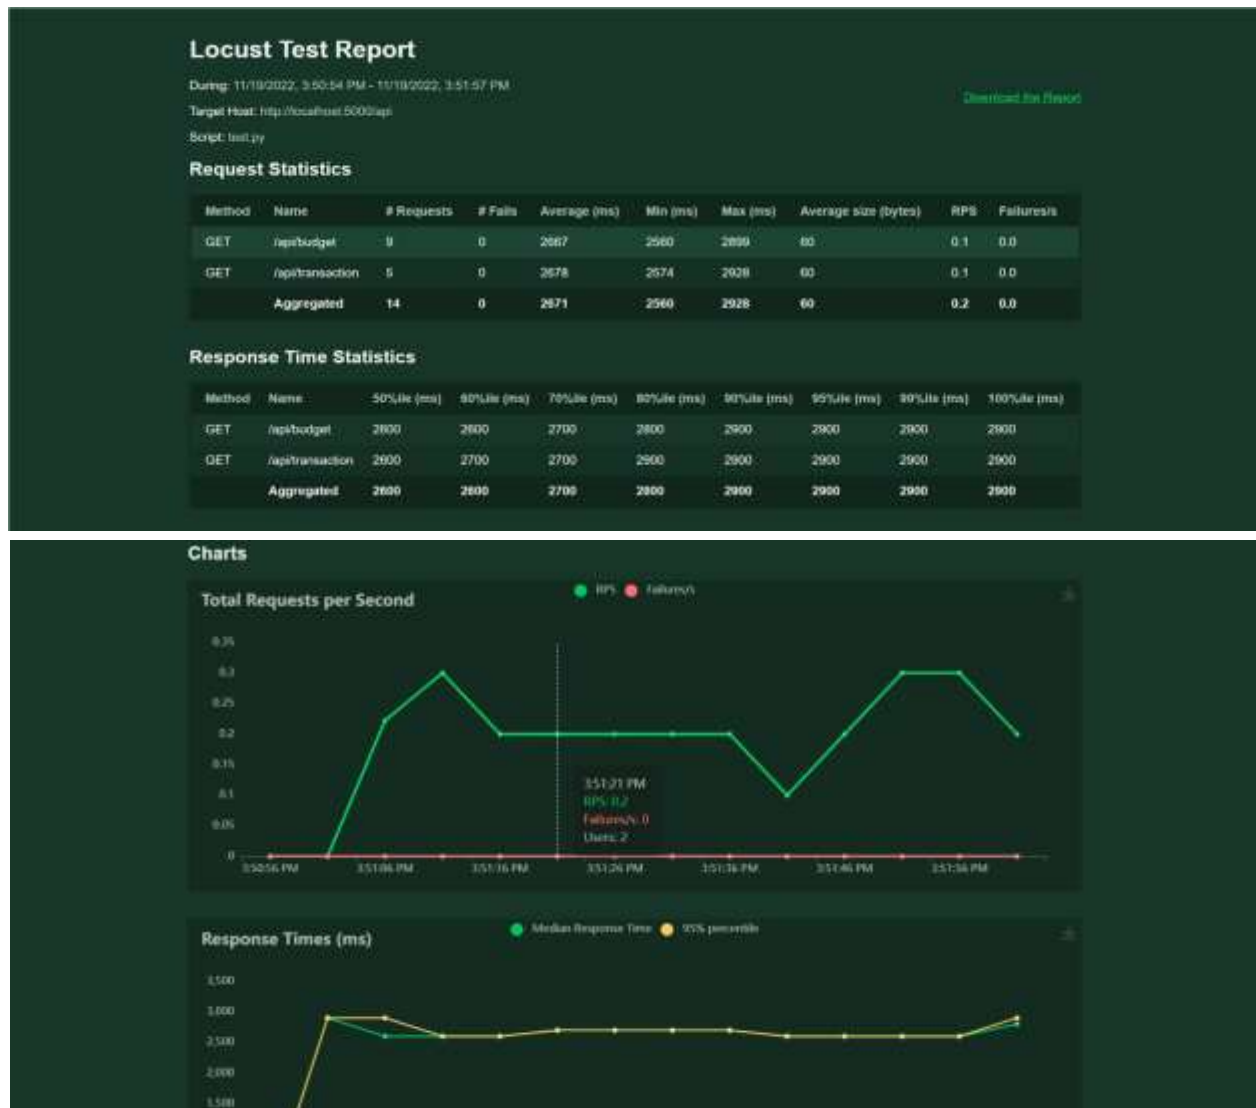 Locust Test Report
During: 11/19/2022, 3:50:54 PM - 11/19/2022, 3:51:57 PM
Download the Report
Target Host: http://localhost:5000/api
Script: test.py
Request Statistics
Method Name # Requests # Fails Average (ms) Min (ms) Max (ms) Average size (bytes) RPS Failures/s
GET /api/budget 9 0 2667 2560 2899 60 0.1 0.0
GET /api/transaction 5 0 2678 2574 2928 60 0.1 0.0
Aggregated 14 0 2671 2560 2928 60 0.2 0.0
Response Time Statistics
Method Name 50%ile (ms) 60%ile (ms) 70%ile (ms) 80%ile (ms) 90%ile (ms) 95%ile (ms) 99%ile (ms) 100%ile (ms)
GET /api/budget 2600 2600 2700 2800 2900 2900 2900 2900
GET /api/transaction 2600 2700 2700 2900 2900 2900 2900 2900
Aggregated 2600 2600 2700 2800 2900 2900 2900 2900
Charts
Total Requests per Second
RPS Failures/s
0.35
0.3
0.25
0.2
0.15
0.1
0.05
0
3:51:21 PM
RPS: 0.2
Failures/s: 0
Users: 2
3:50:56 PM 3:51:06 PM 3:51:16 PM 3:51:26 PM 3:51:36 PM 3:51:46 PM 3:51:56 PM
Response Times (ms)
Median Response Time 95% percentile
3,500
3,000
2,500
2,000
1,500